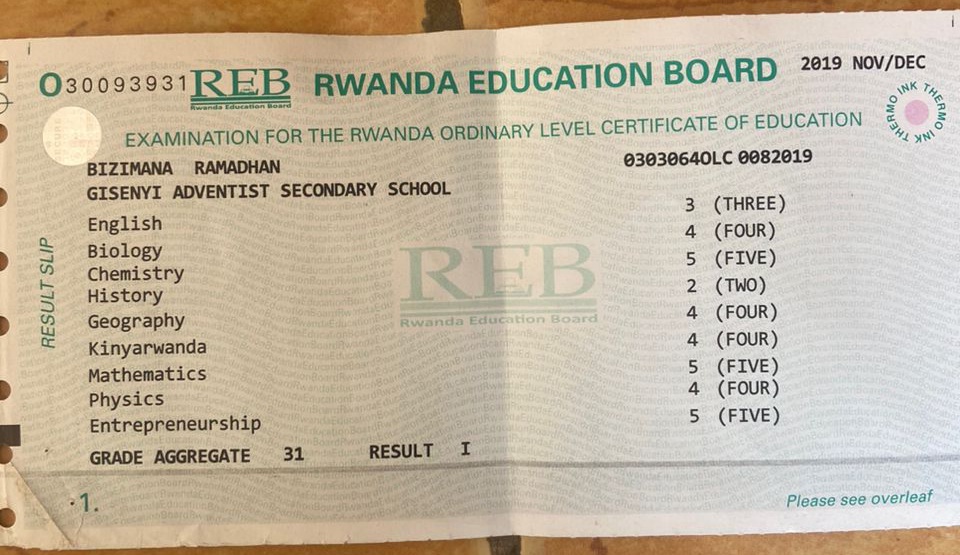 O30093931 REB RWANDA EDUCATION BOARD 2019 NOV/DEC
Rwanda Education Board
THERMO INK THERMO INK
EXAMINATION FOR THE RWANDA ORDINARY LEVEL CERTIFICATE OF EDUCATION
BIZIMANA RAMADHAN 0303064OLC 0082019
GISENYI ADVENTIST SECONDARY SCHOOL
English 3 (THREE)
Biology 4 (FOUR)
Chemistry 5 (FIVE)
History 2 (TWO)
Geography 4 (FOUR)
Kinyarwanda 4 (FOUR)
Mathematics 5 (FIVE)
Physics 4 (FOUR)
Entrepreneurship 5 (FIVE)
GRADE AGGREGATE 31 RESULT I
RESULT SLIP
REB
Rwanda Education Board
1.
Please see overleaf